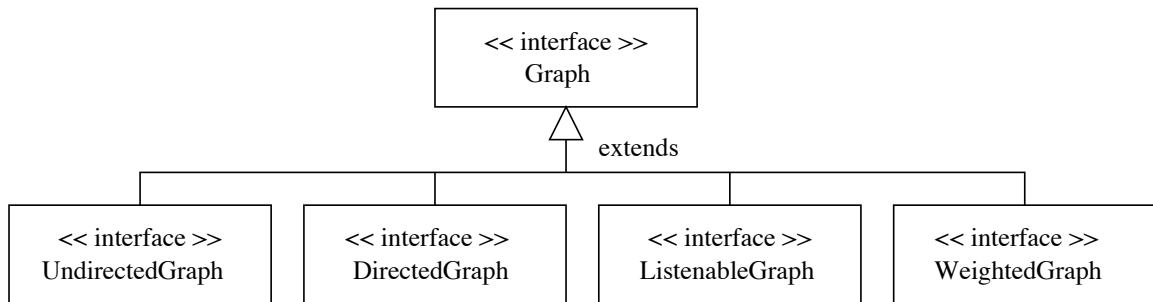 << interface >>
Graph
extends
<< interface >>
UndirectedGraph
<< interface >>
DirectedGraph
<< interface >>
ListenableGraph
<< interface >>
WeightedGraph